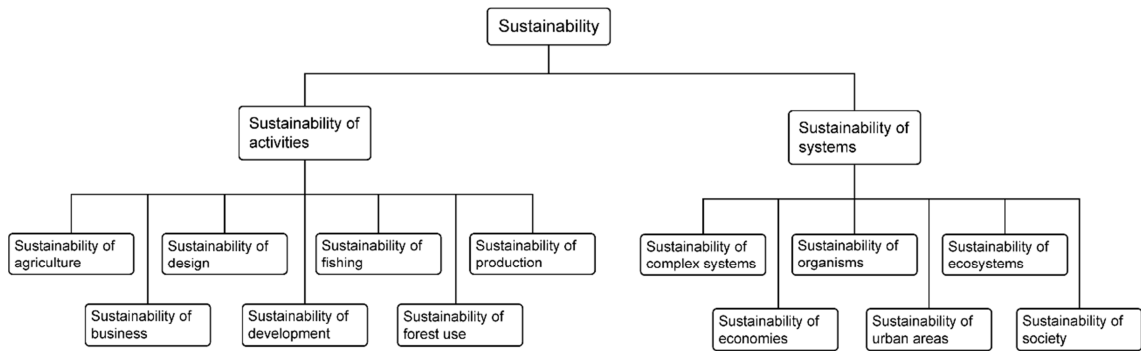 Sustainability
Sustainability of
activities
Sustainability of
systems
Sustainability of
agriculture
Sustainability of
design
Sustainability of
fishing
Sustainability of
production
Sustainability of
complex systems
Sustainability of
organisms
Sustainability of
ecosystems
Sustainability of
business
Sustainability of
development
Sustainability of
forest use
Sustainability of
economies
Sustainability of
urban areas
Sustainability of
society